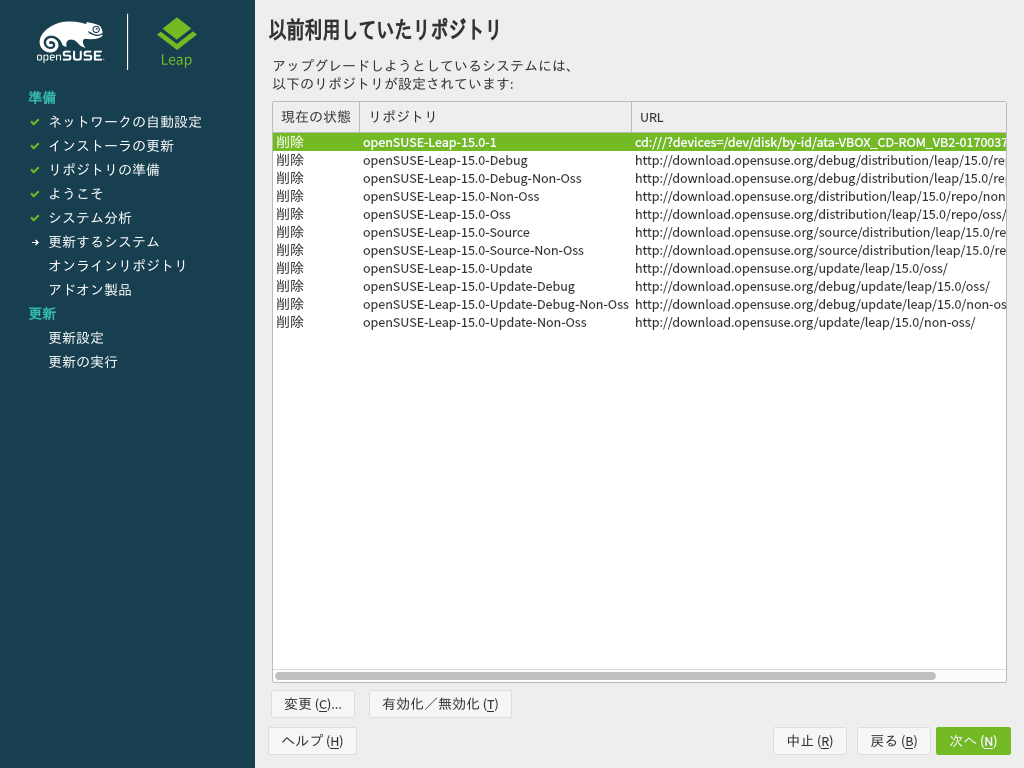 openSUSE
Leap
準備
ネットワークの自動設定
インストーラの更新
リポジトリの準備
ようこそ
システム分析
更新するシステム
オンラインリポジトリ
アドオン製品
更新
更新設定
更新の実行
以前利用していたリポジトリ
アップグレードしようとしているシステムには、
以下のリポジトリが設定されています:
現在の状態 リポジトリ URL
削除 openSUSE-Leap-15.0-1 cd:///?devices=/dev/disk/by-id/ata-VBOX_CD-ROM_VB2-0170037
削除 openSUSE-Leap-15.0-Debug http://download.opensuse.org/debug/distribution/leap/15.0/re
削除 openSUSE-Leap-15.0-Debug-Non-Oss http://download.opensuse.org/debug/distribution/leap/15.0/re
削除 openSUSE-Leap-15.0-Non-Oss http://download.opensuse.org/distribution/leap/15.0/repo/non
削除 openSUSE-Leap-15.0-Oss http://download.opensuse.org/distribution/leap/15.0/repo/oss/
削除 openSUSE-Leap-15.0-Source http://download.opensuse.org/source/distribution/leap/15.0/re
削除 openSUSE-Leap-15.0-Source-Non-Oss http://download.opensuse.org/source/distribution/leap/15.0/re
削除 openSUSE-Leap-15.0-Update http://download.opensuse.org/update/leap/15.0/oss/
削除 openSUSE-Leap-15.0-Update-Debug http://download.opensuse.org/debug/update/leap/15.0/oss/
削除 openSUSE-Leap-15.0-Update-Debug-Non-Oss http://download.opensuse.org/debug/update/leap/15.0/non-os
削除 openSUSE-Leap-15.0-Update-Non-Oss http://download.opensuse.org/update/leap/15.0/non-oss/
変更 (C)... 有効化／無効化 (T)
ヘルプ (H) 中止 (R) 戻る (B) 次へ (N)